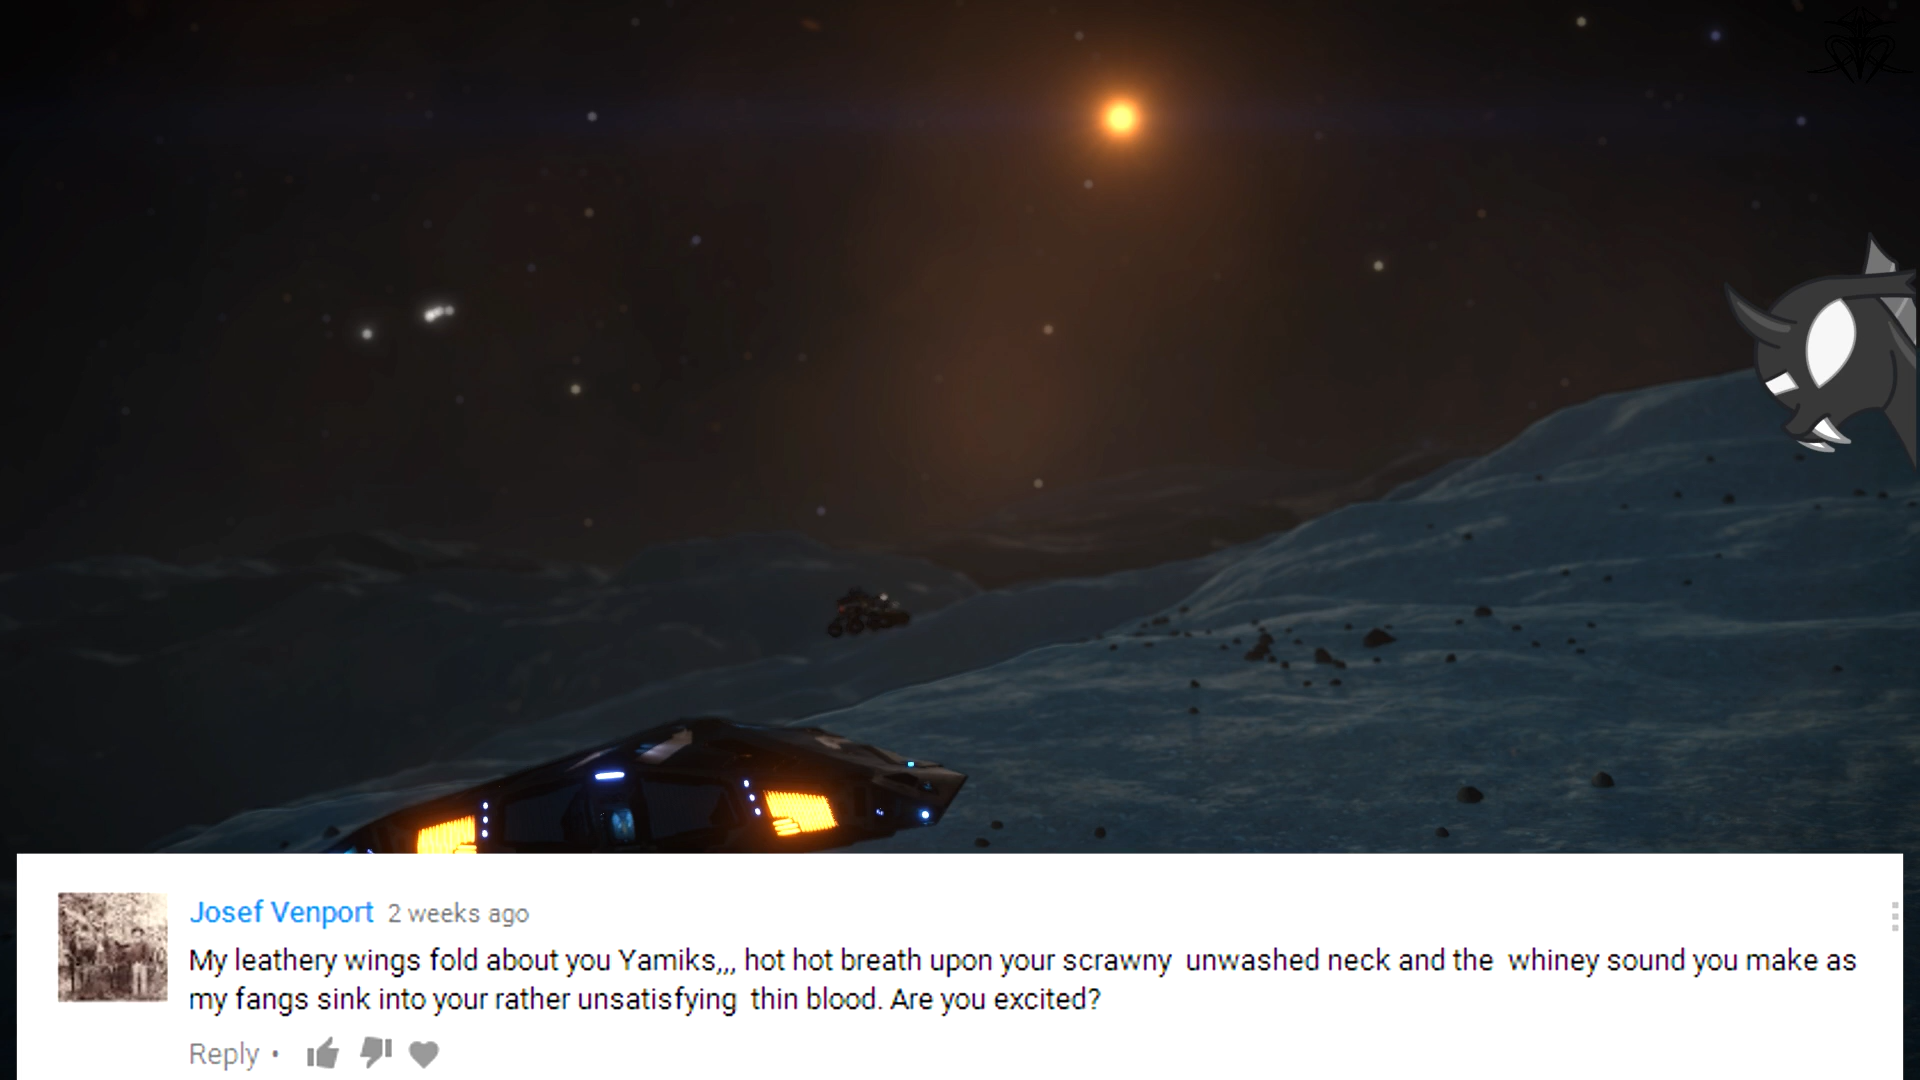 Josef Venport 2 weeks ago
My leathery wings fold about you Yamiks,,, hot hot breath upon your scrawny  unwashed neck and the  whiney sound you make as
my fangs sink into your rather unsatisfying  thin blood. Are you excited?
Reply •